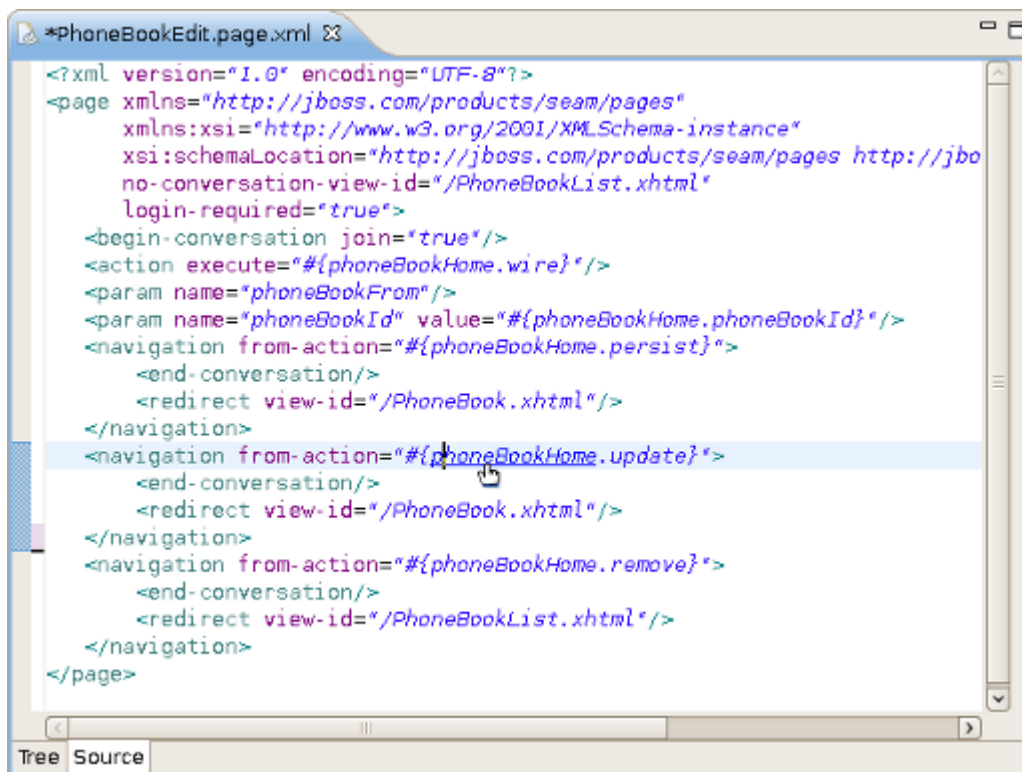 *PhoneBookEdit.page.xml
<?xml version="1.0" encoding="UTF-8"?>
<page xmlns="http://jboss.com/products/seam/pages"
xmlns:xsi="http://www.w3.org/2001/XMLSchema-instance"
xsi:schemaLocation="http://jboss.com/products/seam/pages http://jbo
no-conversation-view-id="/PhoneBookList.xhtml"
login-required="true">
<begin-conversation join="true"/>
<action execute="#{phoneBookHome.wire}"/>
<param name="phoneBookFrom"/>
<param name="phoneBookId" value="#{phoneBookHome.phoneBookId}"/>
<navigation from-action="#{phoneBookHome.persist}">
<end-conversation/>
<redirect view-id="/PhoneBook.xhtml"/>
</navigation>
<navigation from-action="#{phoneBookHome.update}">
<end-conversation/>
<redirect view-id="/PhoneBook.xhtml"/>
</navigation>
<navigation from-action="#{phoneBookHome.remove}">
<end-conversation/>
<redirect view-id="/PhoneBookList.xhtml"/>
</navigation>
</page>
Tree Source